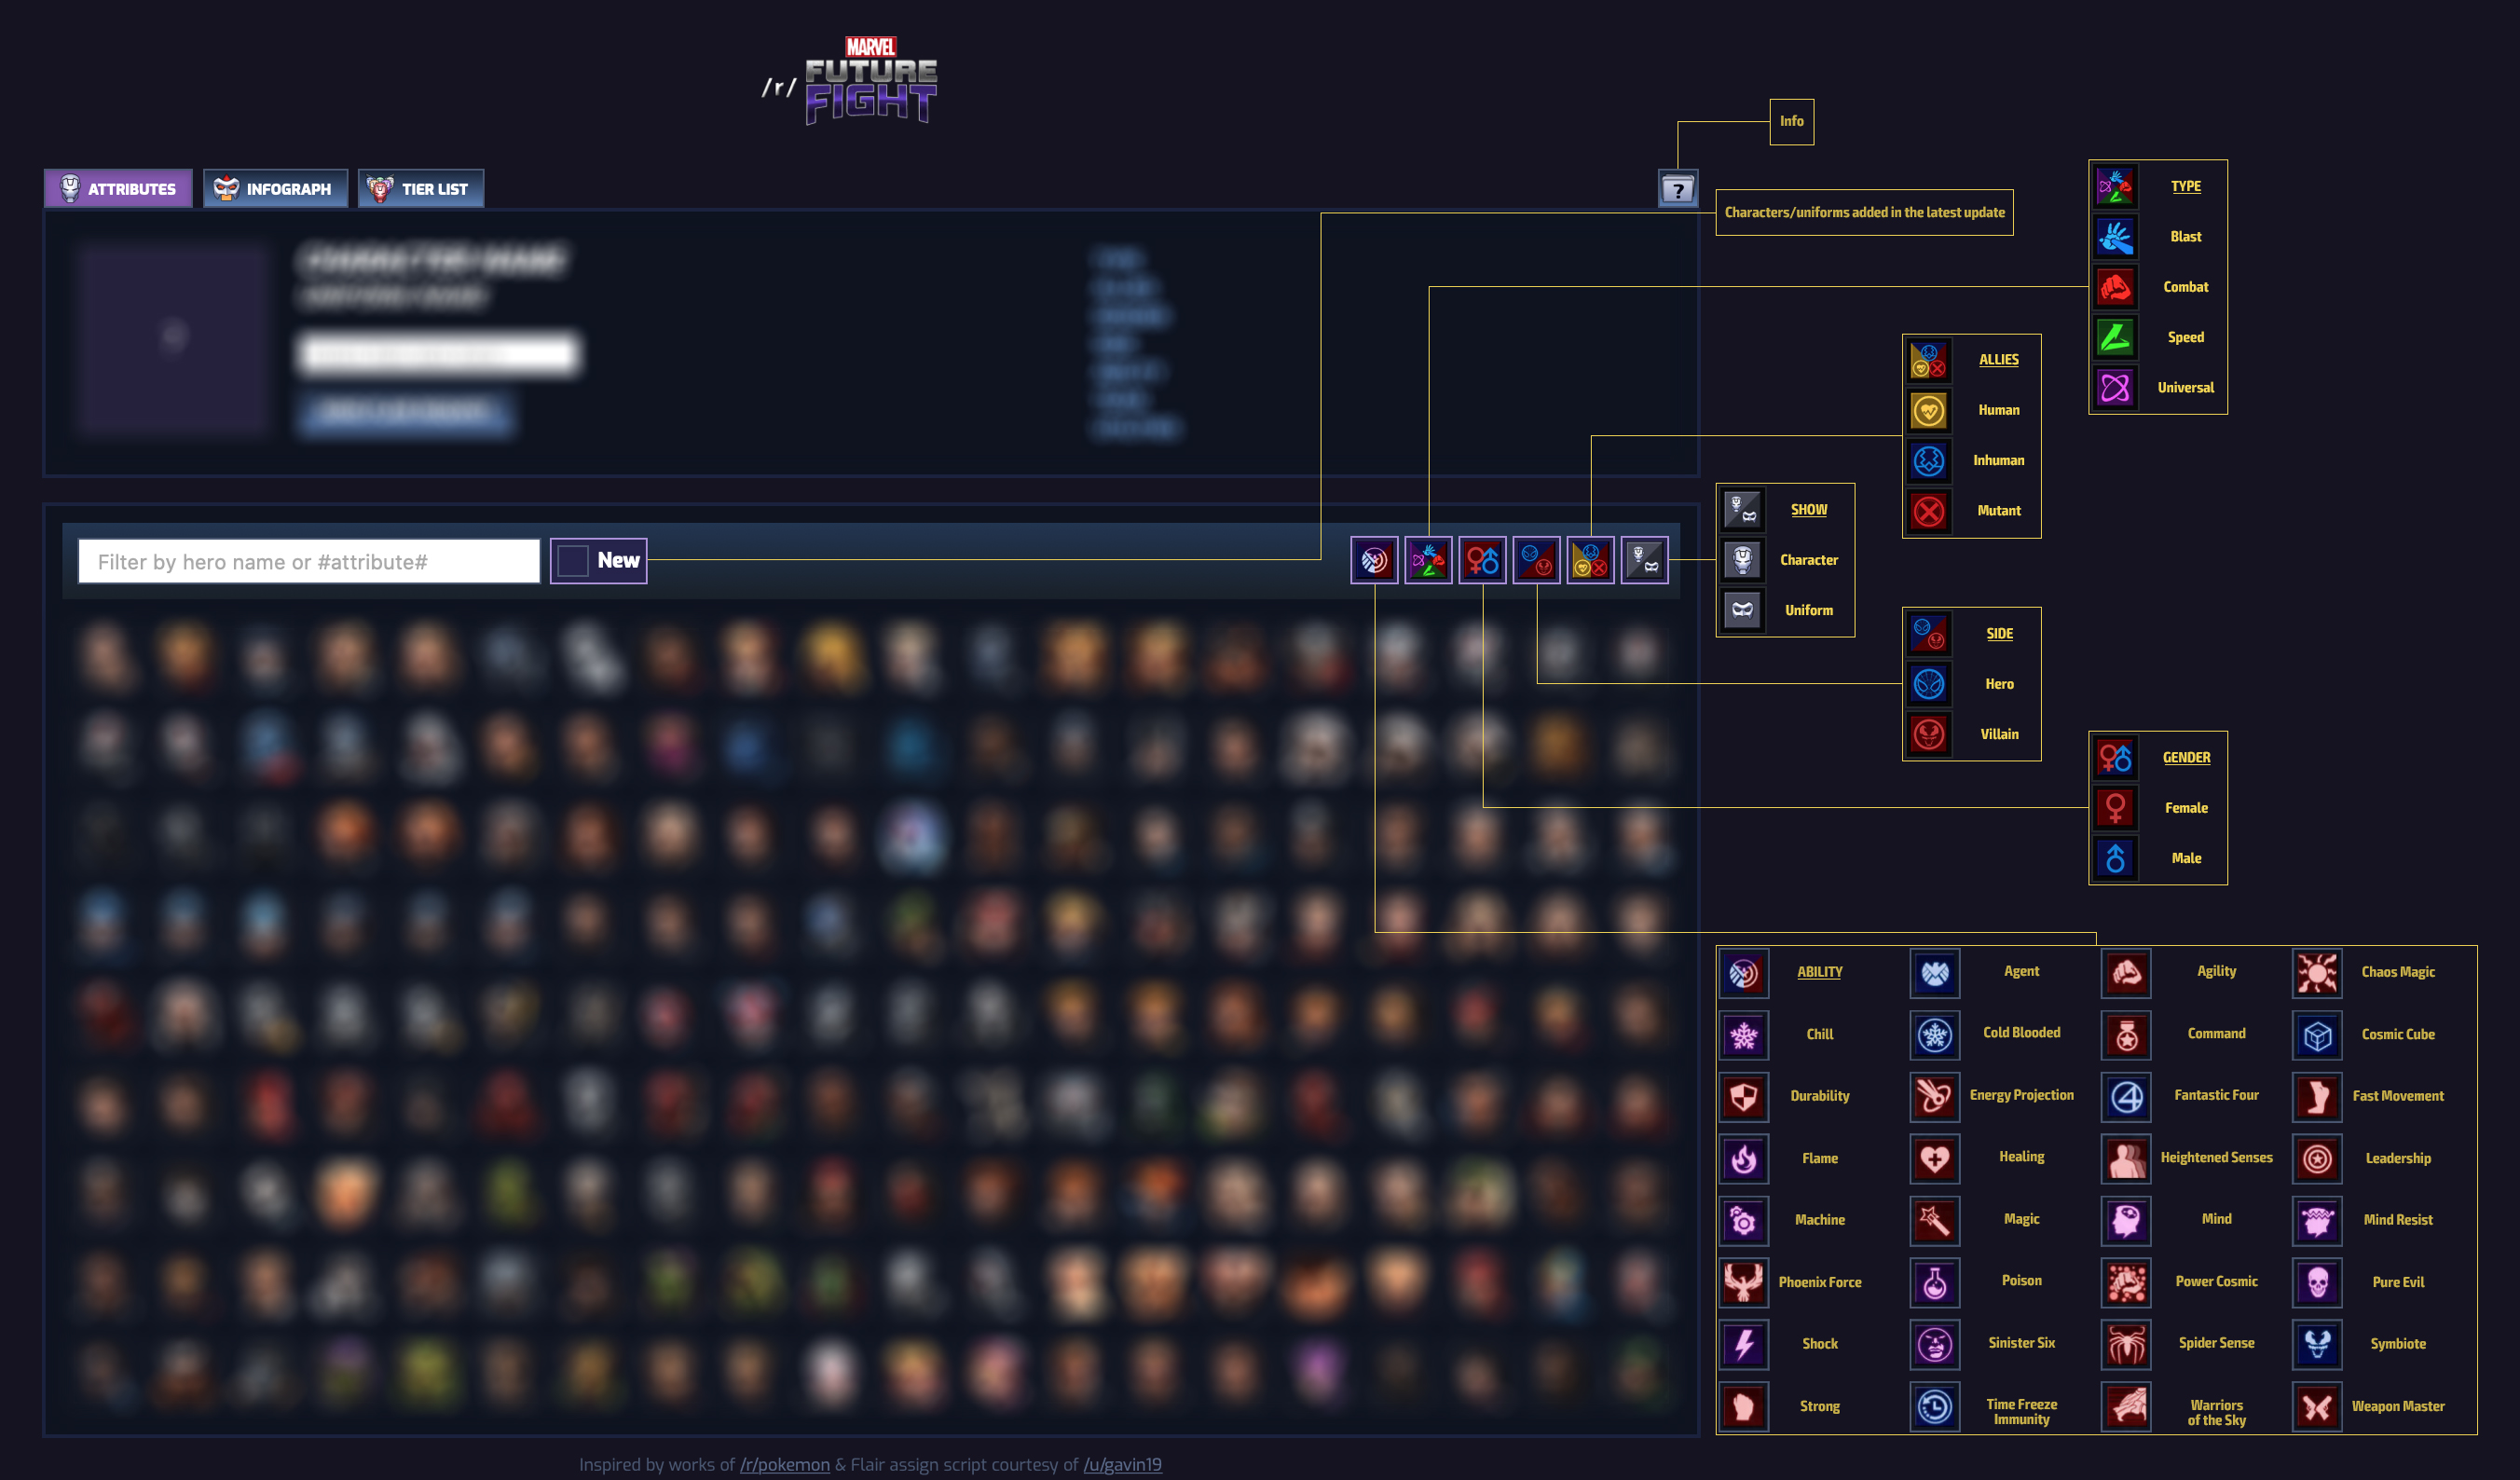 MARVEL
/r/ FUTURE
FIGHT
Info
ATTRIBUTES
INFOGRAPH
TIER LIST
?
Characters/uniforms added in the latest update
TYPE
Blast
Combat
Speed
Universal
ALLIES
Human
Inhuman
Mutant
SHOW
Character
Uniform
Filter by hero name or #attribute#
New
SIDE
Hero
Villain
GENDER
Female
Male
ABILITY
Agent
Agility
Chaos Magic
Chill
Cold Blooded
Command
Cosmic Cube
Durability
Energy Projection
Fantastic Four
Fast Movement
Flame
Healing
Heightened Senses
Leadership
Machine
Magic
Mind
Mind Resist
Phoenix Force
Poison
Power Cosmic
Pure Evil
Shock
Sinister Six
Spider Sense
Symbiote
Strong
Time Freeze
Immunity
Warriors
of the Sky
Weapon Master
Inspired by works of /r/pokemon & Flair assign script courtesy of /u/gavin19